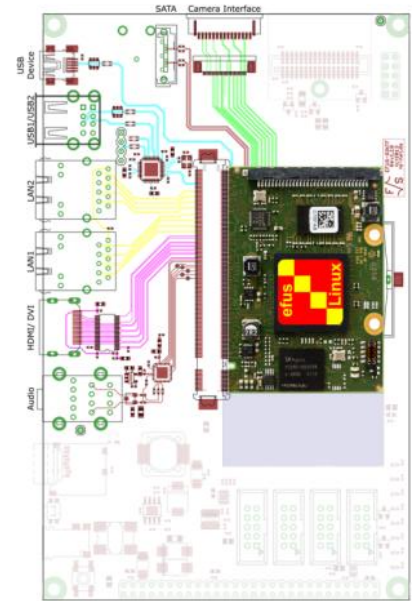 SATA Camera Interface
USB
Device
USB1/USB2
LAN2
LAN1
HDMI/ DVI
Audio
efus
Linux
F/S